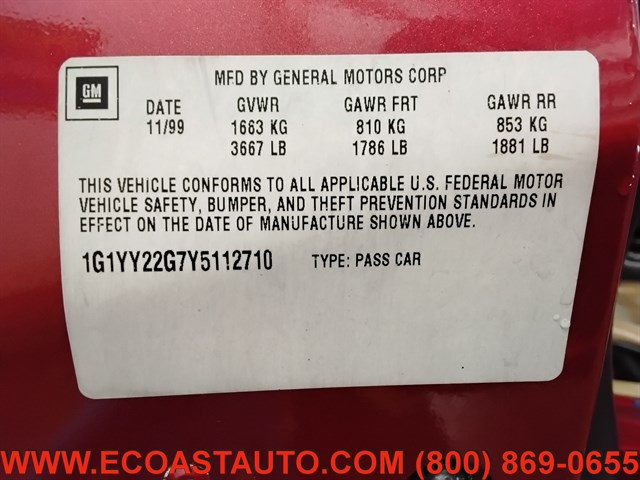 MFD BY GENERAL MOTORS CORP
GM
DATE GVWR GAWR FRT GAWR RR
11/99 1663 KG 810 KG 853 KG
3667 LB 1786 LB 1881 LB
THIS VEHICLE CONFORMS TO ALL APPLICABLE U.S. FEDERAL MOTOR
VEHICLE SAFETY, BUMPER, AND THEFT PREVENTION STANDARDS IN
EFFECT ON THE DATE OF MANUFACTURE SHOWN ABOVE.
1G1YY22G7Y5112710 TYPE: PASS CAR
WWW.ECOASTAUTO.COM (800) 869-0655